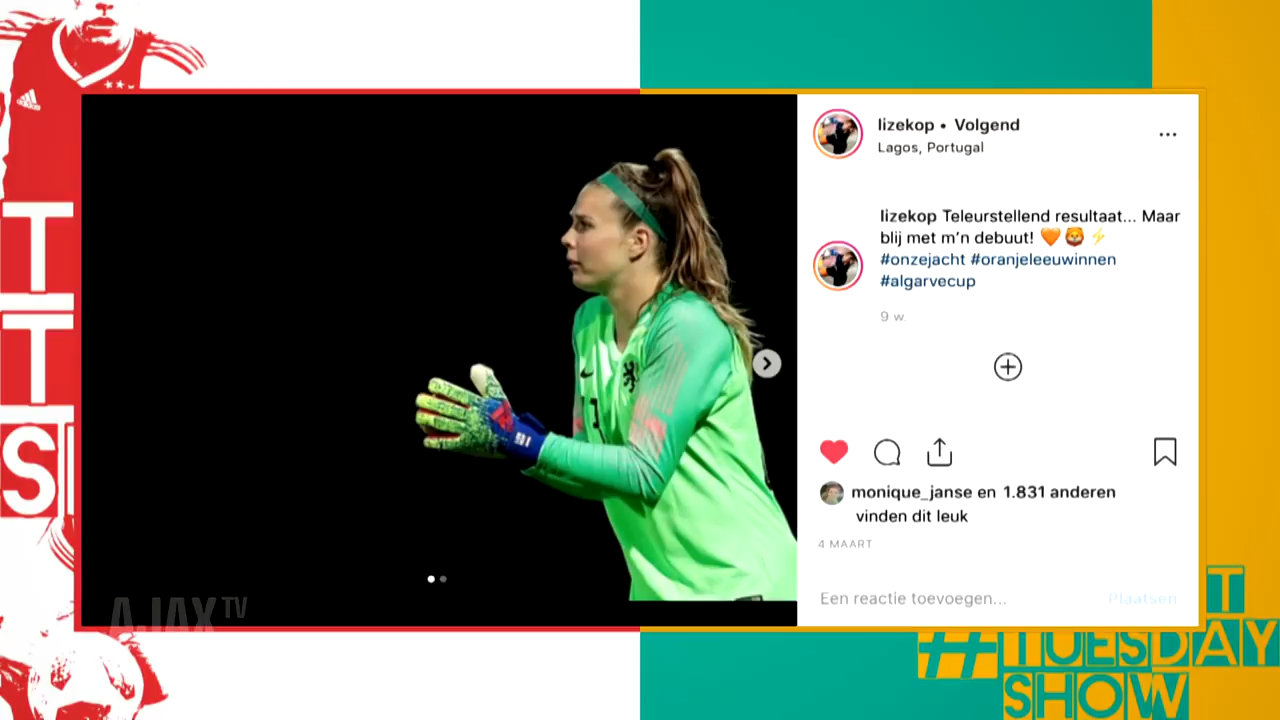 lizekop • Volgend
Lagos, Portugal
lizekop Teleurstellend resultaat... Maar
blij met m'n debuut! 🧡 🦁 ⚡
#onzejacht #oranjeleeuwinnen
#algarvecup
9 w.
monique_janse en 1.831 anderen
vinden dit leuk
4 MAART
Een reactie toevoegen...
Plaatsen
AJAX TV
T
T
S
T
#TUESDAY
SHOW